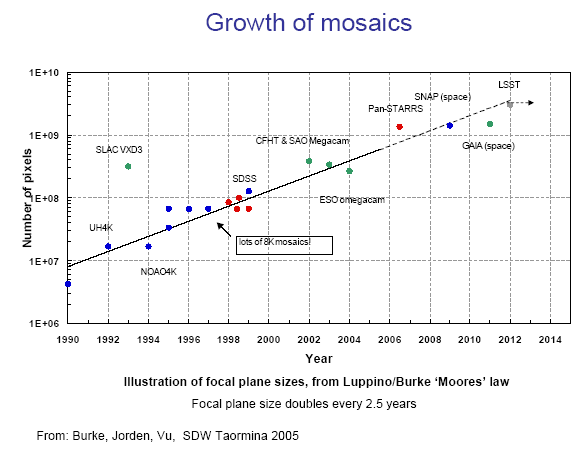 Growth of mosaics
1E+10
1E+09
1E+08
1E+07
1E+06
Number of pixels
LSST
SNAP (space)
Pan-STARRS
SLAC VXD3
CFHT & SAO Megacam
GAIA (space)
SDSS
ESO omegacam
UH4K
lots of 8K mosaics!
NOAO4K
1990 1992 1994 1996 1998 2000 2002 2004 2006 2008 2010 2012 2014
Year
Illustration of focal plane sizes, from Luppino/Burke ‘Moores’ law
Focal plane size doubles every 2.5 years
From: Burke, Jorden, Vu, SDW Taormina 2005